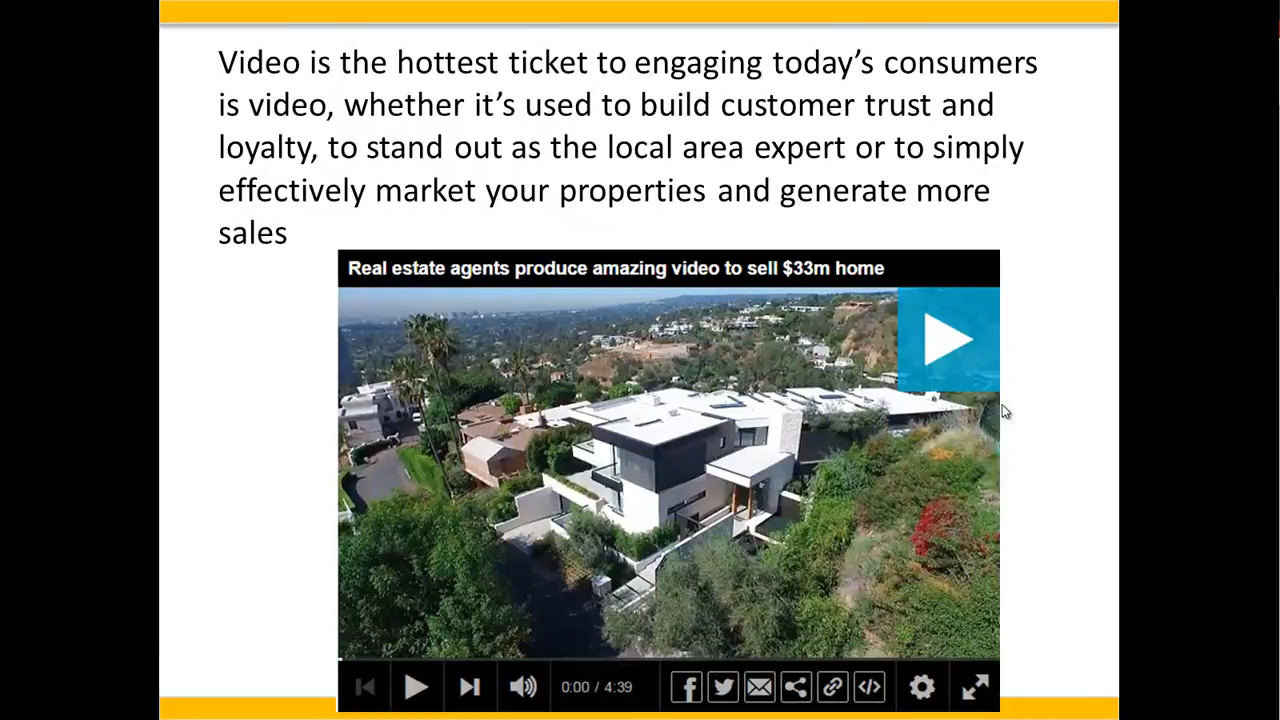 Video is the hottest ticket to engaging today’s consumers
is video, whether it’s used to build customer trust and
loyalty, to stand out as the local area expert or to simply
effectively market your properties and generate more
sales
Real estate agents produce amazing video to sell $33m home
0:00 / 4:39